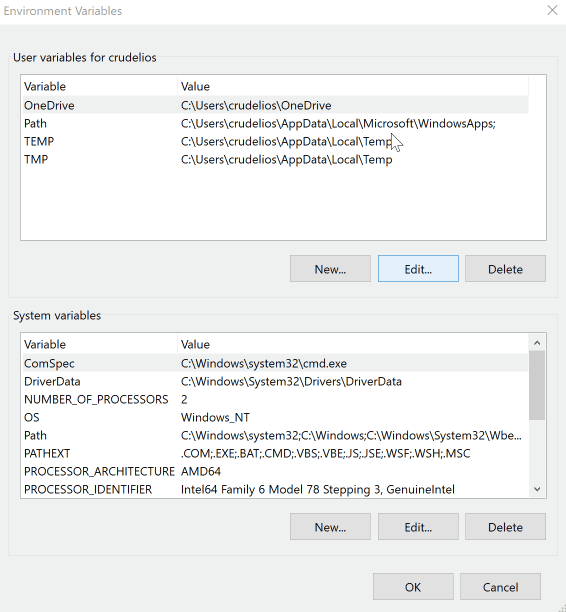 Environment Variables
User variables for crudelios
Variable Value
OneDrive C:\Users\crudelios\OneDrive
Path C:\Users\crudelios\AppData\Local\Microsoft\WindowsApps;
TEMP C:\Users\crudelios\AppData\Local\Temp
TMP C:\Users\crudelios\AppData\Local\Temp
New... Edit... Delete
System variables
Variable Value
ComSpec C:\Windows\system32\cmd.exe
DriverData C:\Windows\System32\Drivers\DriverData
NUMBER_OF_PROCESSORS 2
OS Windows_NT
Path C:\Windows\system32;C:\Windows;C:\Windows\System32\Wbe...
PATHEXT .COM;.EXE;.BAT;.CMD;.VBS;.VBE;.JS;.JSE;.WSF;.WSH;.MSC
PROCESSOR_ARCHITECTURE AMD64
PROCESSOR_IDENTIFIER Intel64 Family 6 Model 78 Stepping 3, GenuineIntel
New... Edit... Delete
OK Cancel